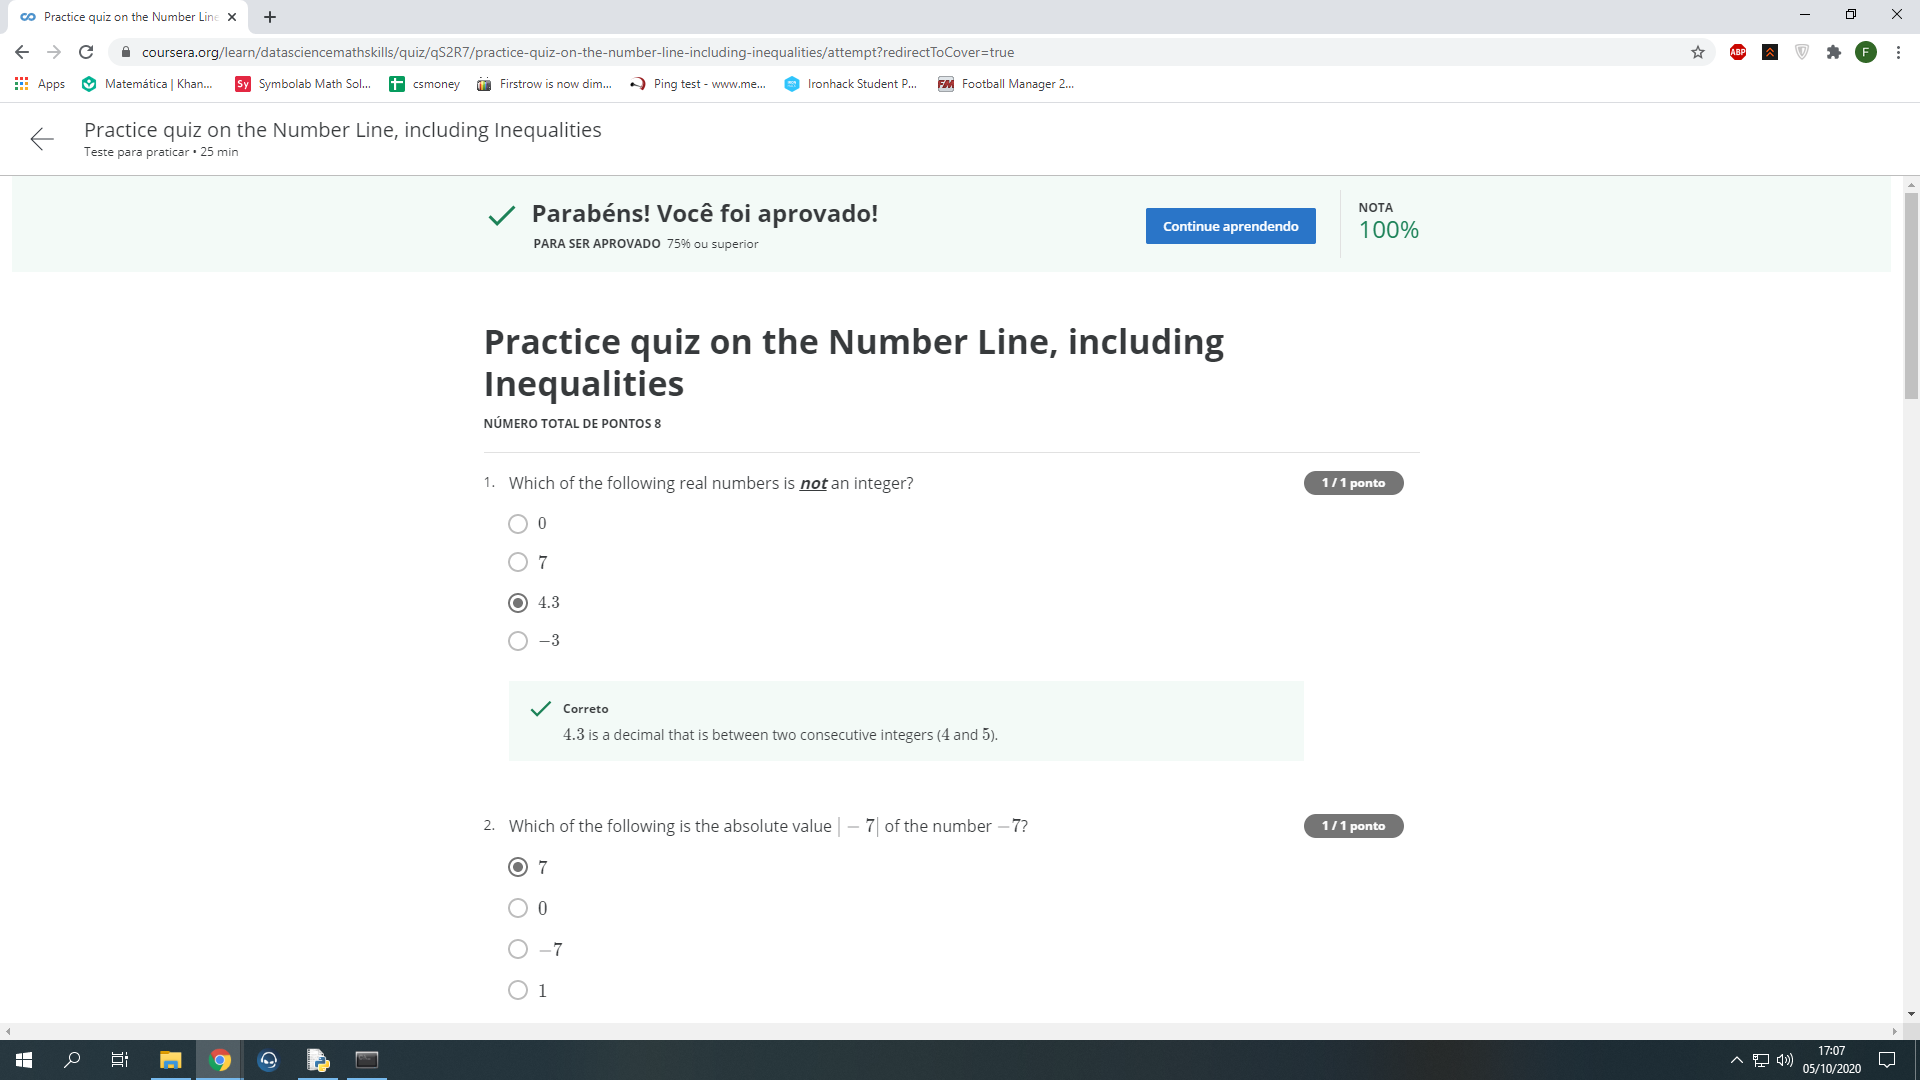 Practice quiz on the Number Line
coursera.org/learn/datasciencemathskills/quiz/qS2R7/practice-quiz-on-the-number-line-including-inequalities/attempt?redirectToCover=true
ABP
F
Apps
Matemática | Khan...
Sy Symbolab Math Sol...
csmoney
Firstrow is now dim...
Ping test - www.me...
Ironhack Student P...
FM Football Manager 2...
Practice quiz on the Number Line, including Inequalities
Teste para praticar • 25 min
Parabéns! Você foi aprovado!
PARA SER APROVADO 75% ou superior
Continue aprendendo
NOTA
100%
Practice quiz on the Number Line, including
Inequalities
NÚMERO TOTAL DE PONTOS 8
1. Which of the following real numbers is not an integer?
1 / 1 ponto
0
7
4.3
−3
Correto
4.3 is a decimal that is between two consecutive integers (4 and 5).
2. Which of the following is the absolute value | − 7| of the number −7?
1 / 1 ponto
7
0
−7
1
17:07
05/10/2020